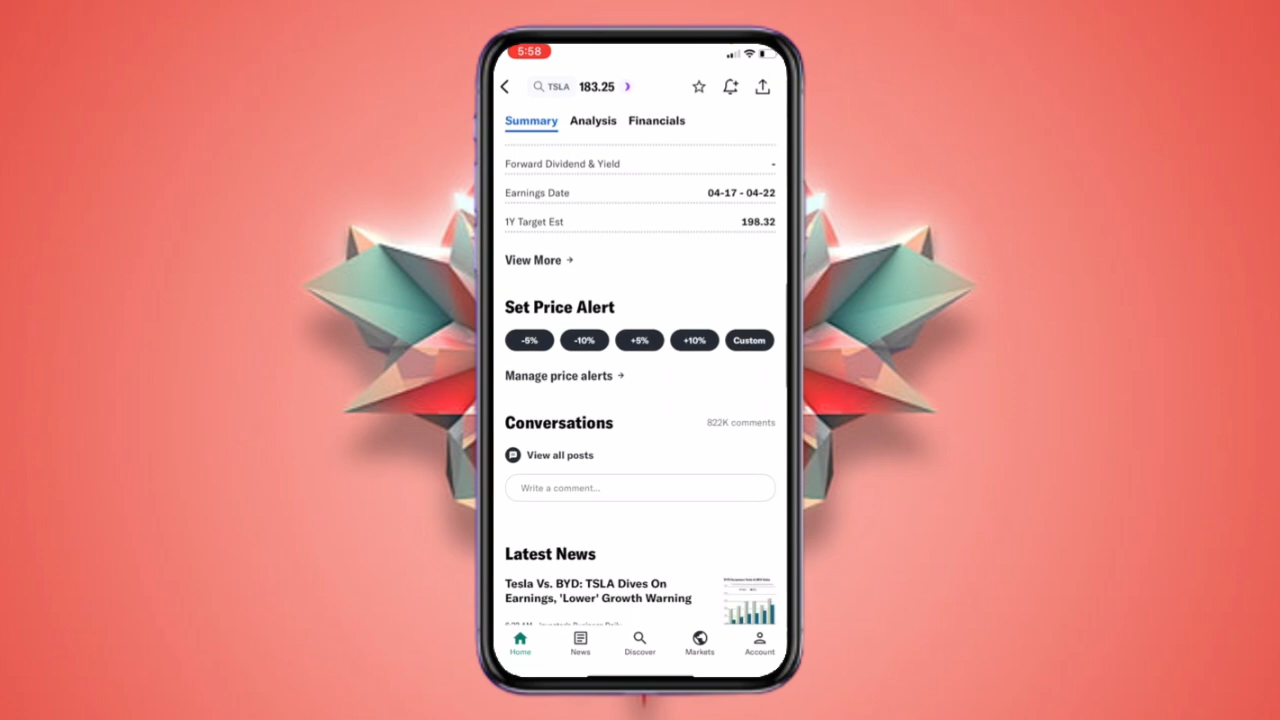 5:58
TSLA 183.25
Summary Analysis Financials
Forward Dividend & Yield -
Earnings Date 04-17 - 04-22
1Y Target Est 198.32
View More →
Set Price Alert
-5% -10% +5% +10% Custom
Manage price alerts →
Conversations 822K comments
View all posts
Write a comment...
Latest News
Tesla Vs. BYD: TSLA Dives On
Earnings, 'Lower' Growth Warning
Home News Discover Markets Account